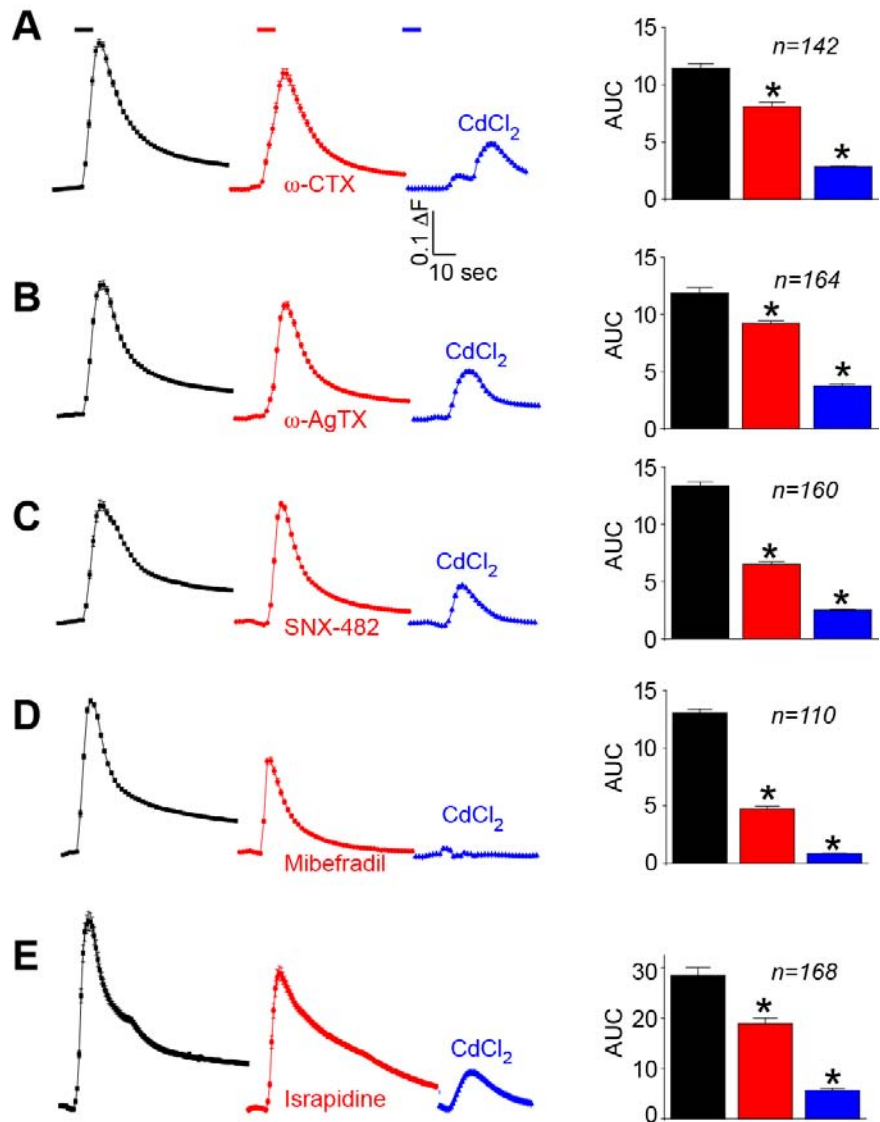 A
CdCl2
ω-CTX
0.1 ΔF
10 sec
AUC
15
10
5
0
n=142
*
*
B
CdCl2
ω-AgTX
AUC
15
10
5
0
n=164
*
*
C
CdCl2
SNX-482
AUC
15
10
5
0
n=160
*
*
D
CdCl2
Mibefradil
AUC
15
10
5
0
n=110
*
*
E
CdCl2
Israpidine
AUC
30
20
10
0
n=168
*
*